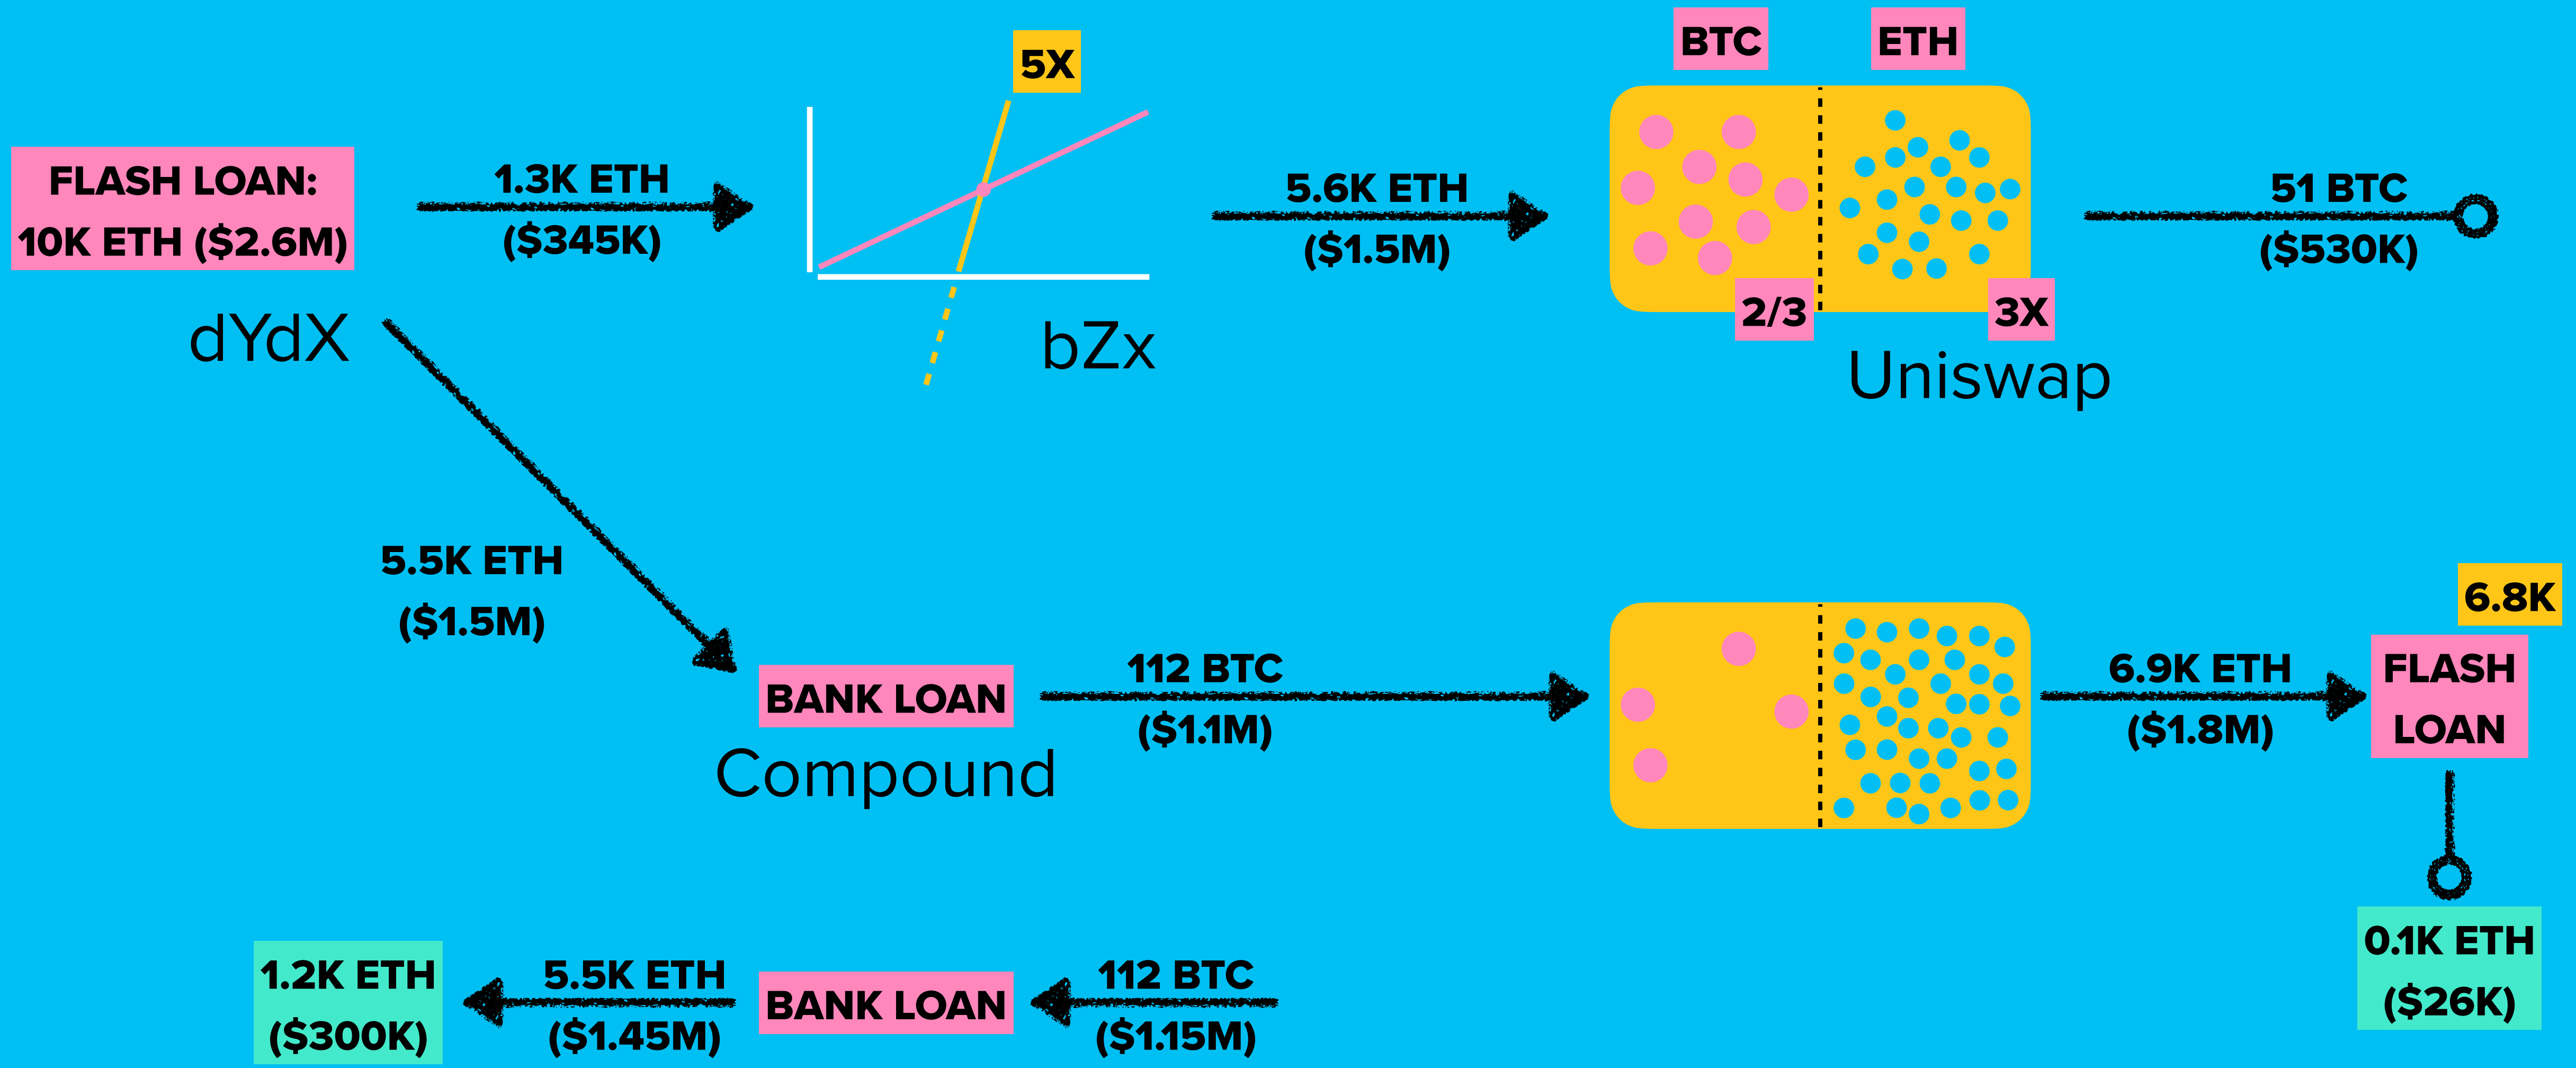 5X
BTC
ETH
FLASH LOAN:
10K ETH ($2.6M)
1.3K ETH
($345K)
5.6K ETH
($1.5M)
51 BTC
($530K)
2/3
3X
dYdX
bZx
Uniswap
5.5K ETH
($1.5M)
BANK LOAN
Compound
112 BTC
($1.1M)
6.9K ETH
($1.8M)
6.8K
FLASH
LOAN
0.1K ETH
($26K)
1.2K ETH
($300K)
5.5K ETH
($1.45M)
BANK LOAN
112 BTC
($1.15M)